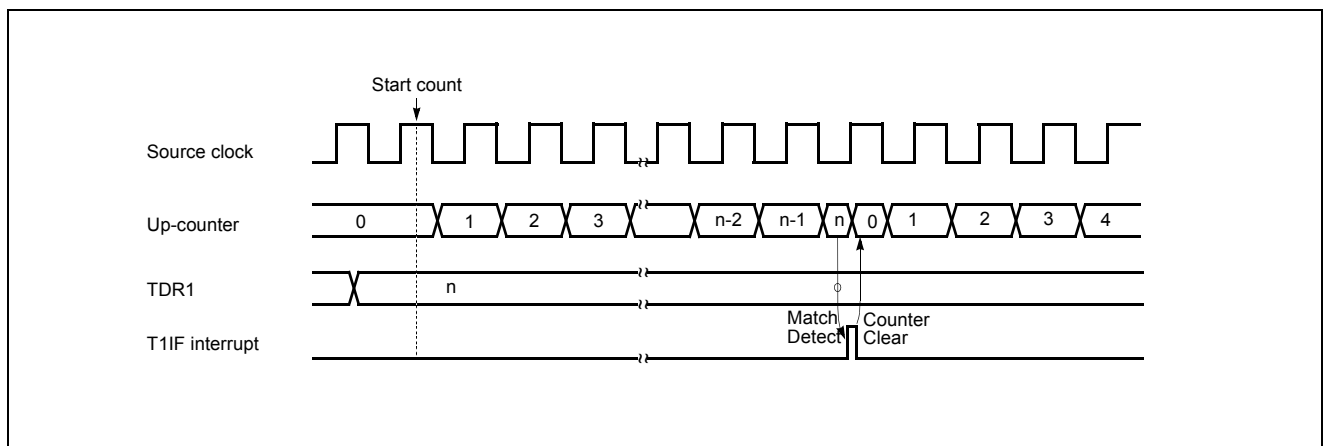 Start count
Source clock
Up-counter 0 1 2 3 n-2 n-1 n 0 1 2 3 4
TDR1 n
Match Counter
Detect Clear
T1IF interrupt